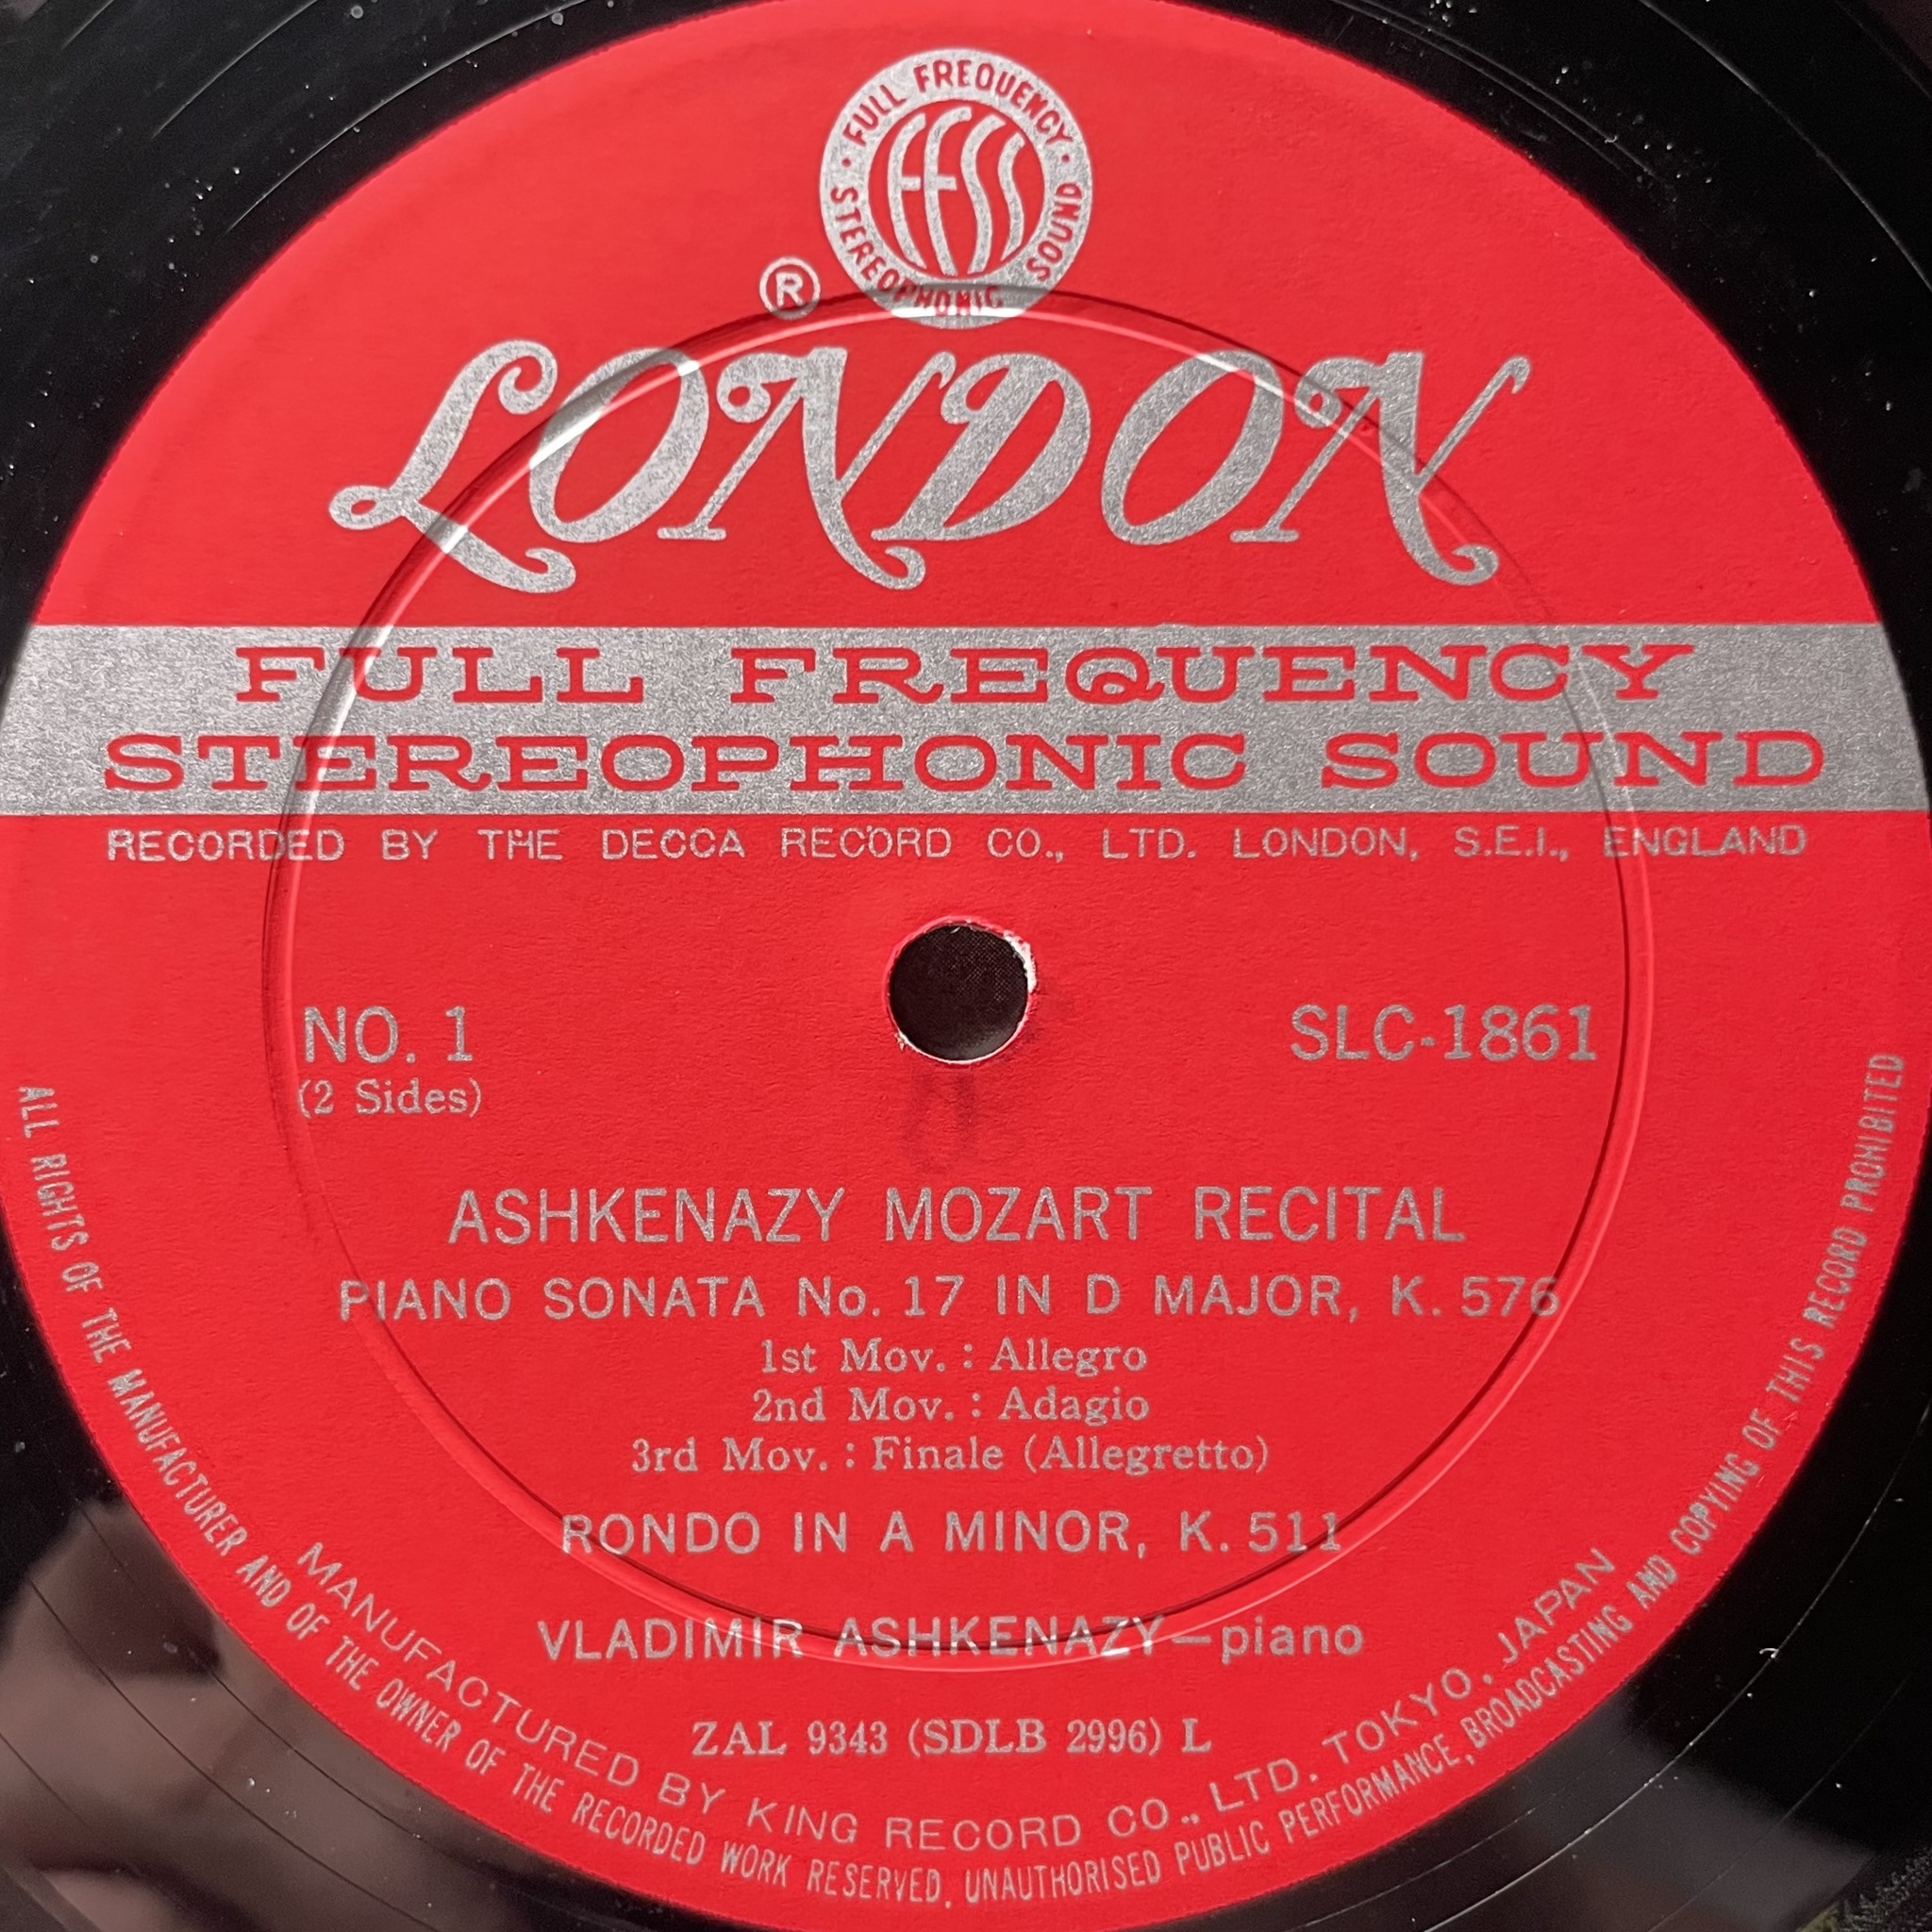 FULL FREQUENCY
STEREOPHONIC SOUND
FFSS
®
LONDON
FULL FREQUENCY
STEREOPHONIC SOUND
RECORDED BY THE DECCA RECORD CO., LTD. LONDON, S.E.I., ENGLAND
NO. 1
SLC-1861
(2 Sides)
ASHKENAZY MOZART RECITAL
PIANO SONATA No. 17 IN D MAJOR, K. 576
1st Mov. : Allegro
2nd Mov. : Adagio
3rd Mov. : Finale (Allegretto)
RONDO IN A MINOR, K. 511
VLADIMIR ASHKENAZY—piano
ZAL 9343 (SDLB 2996) L
MANUFACTURED BY KING RECORD CO., LTD. TOKYO. JAPAN
ALL RIGHTS OF THE MANUFACTURER AND OF THE OWNER OF THE RECORDED WORK RESERVED. UNAUTHORISED PUBLIC PERFORMANCE, BROADCASTING AND COPYING OF THIS RECORD PROHIBITED